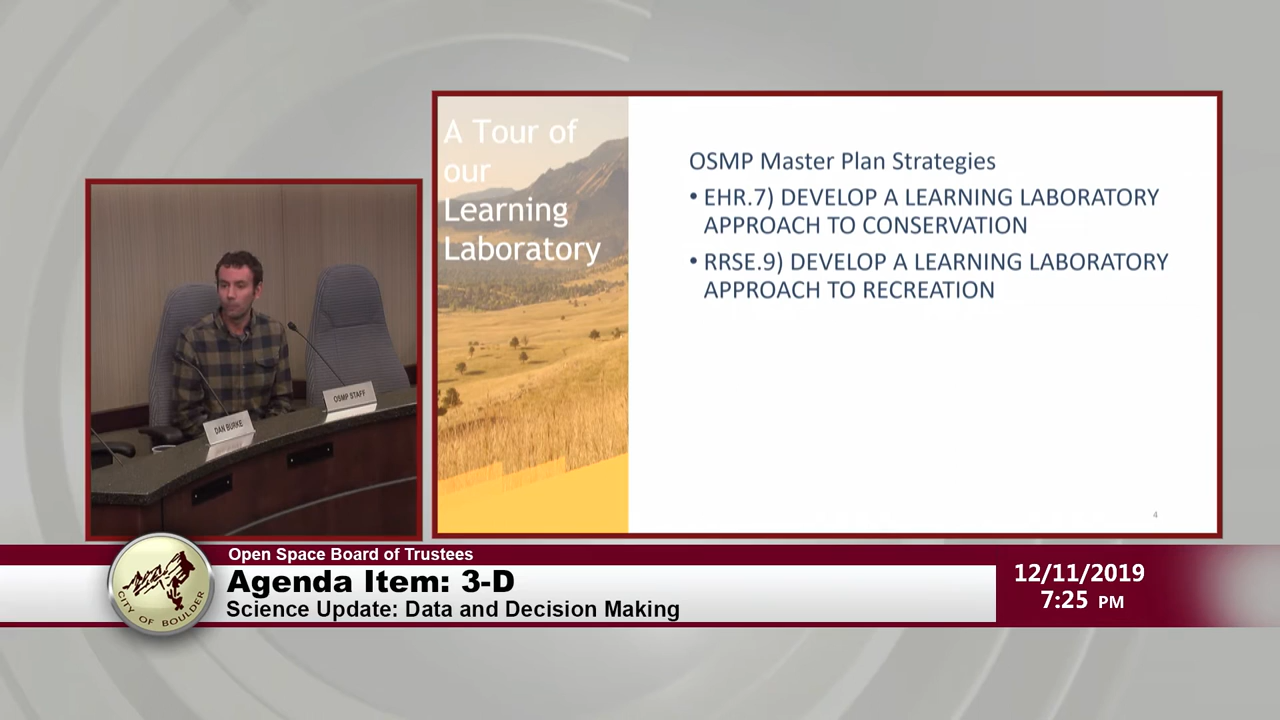 A Tour of
our
Learning
Laboratory
OSMP Master Plan Strategies
• EHR.7) DEVELOP A LEARNING LABORATORY
APPROACH TO CONSERVATION
• RRSE.9) DEVELOP A LEARNING LABORATORY
APPROACH TO RECREATION
4
DAN BURKE
OSMP STAFF
CITY OF BOULDER
Open Space Board of Trustees
Agenda Item: 3-D
Science Update: Data and Decision Making
12/11/2019
7:25 PM